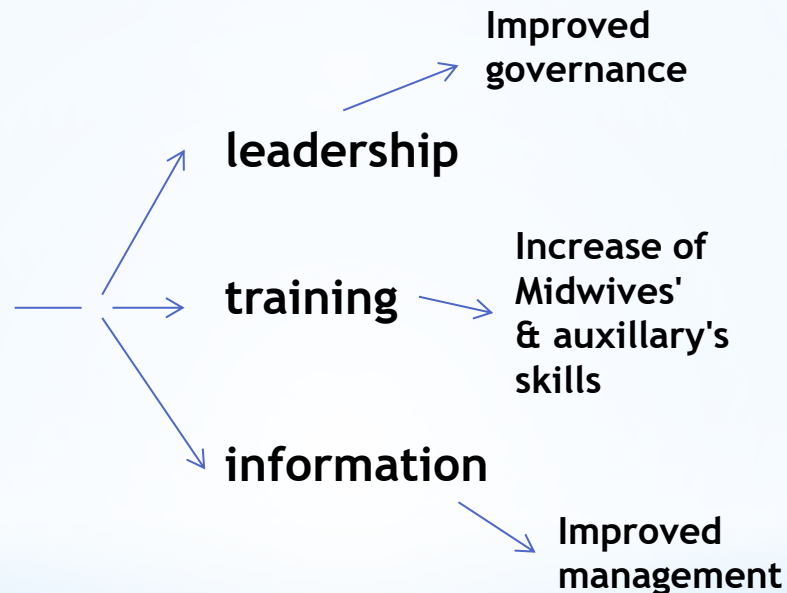 Improved
governance
leadership
Increase of
Midwives'
& auxillary's
skills
training
information
Improved
management